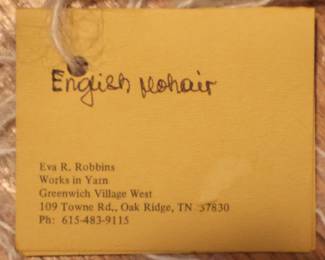 English Mohair
Eva R. Robbins
Works in Yarn
Greenwich Village West
109 Towne Rd,, Oak Ridge, TN 37830
Ph: 615-483-9115